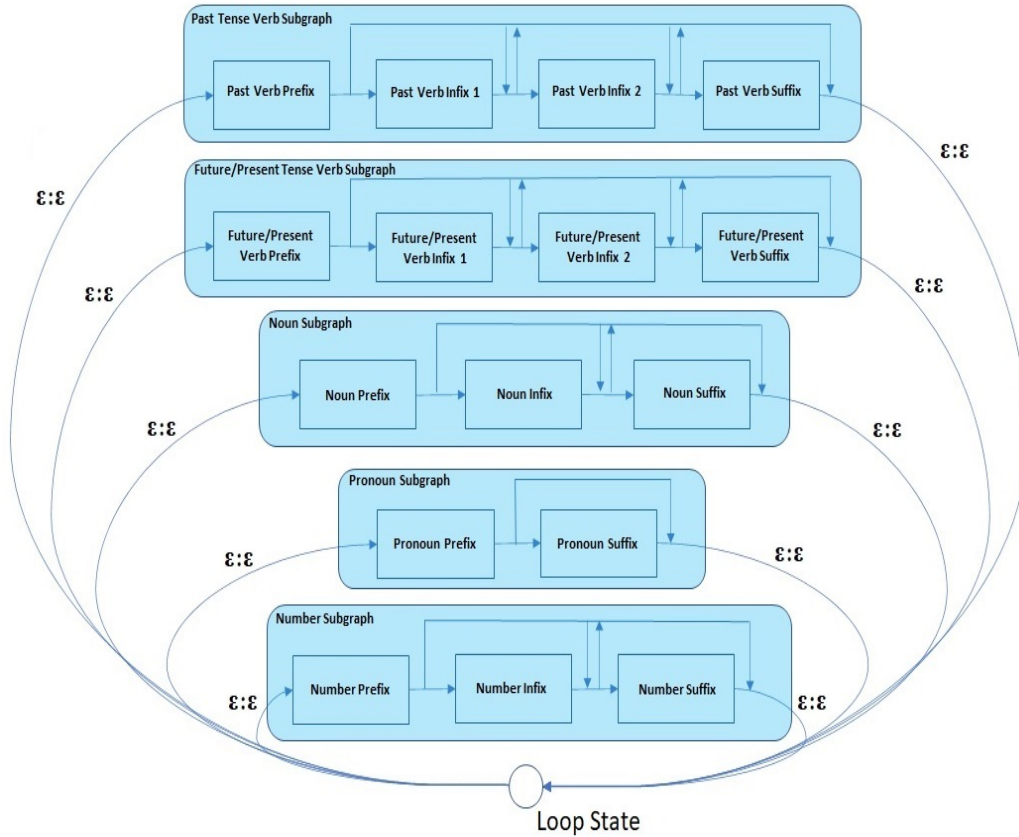 Past Tense Verb Subgraph
Past Verb Prefix
Past Verb Infix 1
Past Verb Infix 2
Past Verb Suffix
ε:ε
ε:ε
Future/Present Tense Verb Subgraph
Future/Present
Verb Prefix
Future/Present
Verb Infix 1
Future/Present
Verb Infix 2
Future/Present
Verb Suffix
ε:ε
ε:ε
Noun Subgraph
Noun Prefix
Noun Infix
Noun Suffix
ε:ε
ε:ε
Pronoun Subgraph
Pronoun Prefix
Pronoun Suffix
ε:ε
ε:ε
Number Subgraph
Number Prefix
Number Infix
Number Suffix
ε:ε
ε:ε
Loop State